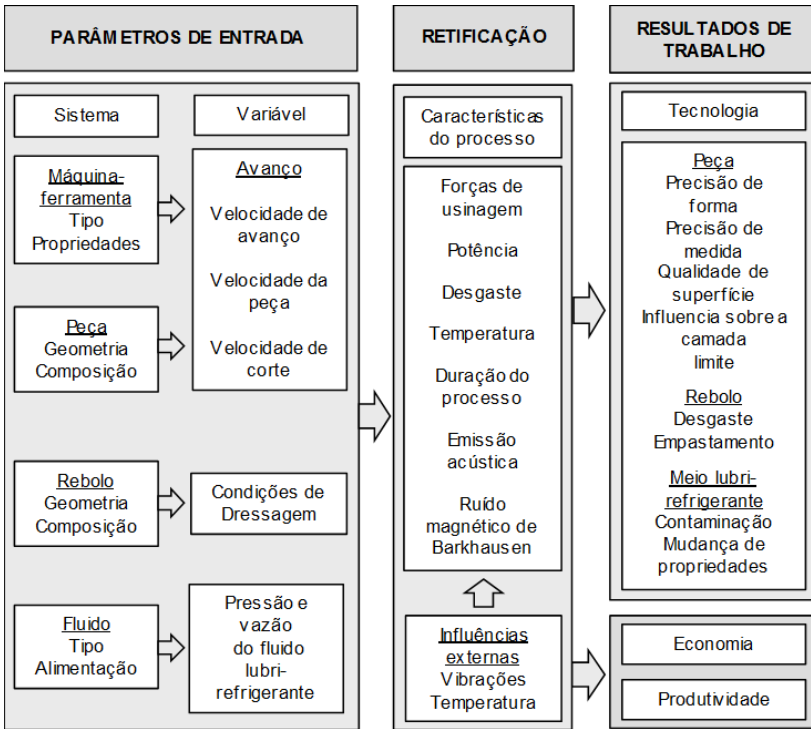 PARÂMETROS DE ENTRADA
Sistema
Variável
Máquina-
ferramenta
Tipo
Propriedades
Avanço
Velocidade de
avanço
Velocidade da
peça
Velocidade de
corte
Peça
Geometria
Composição
Rebolo
Geometria
Composição
Condições de
Dressagem
Fluido
Tipo
Alimentação
Pressão e
vazão
do fluido
lubri-
refrigerante
RETIFICAÇÃO
Características
do processo
Forças de
usinagem
Potência
Desgaste
Temperatura
Duração do
processo
Emissão
acústica
Ruído
magnético de
Barkhausen
Influências
externas
Vibrações
Temperatura
RESULTADOS DE
TRABALHO
Tecnologia
Peça
Precisão de
forma
Precisão de
medida
Qualidade de
superfície
Influencia sobre a
camada
limite
Rebolo
Desgaste
Empastamento
Meio lubri-
refrigerante
Contaminação
Mudança de
propriedades
Economia
Produtividade